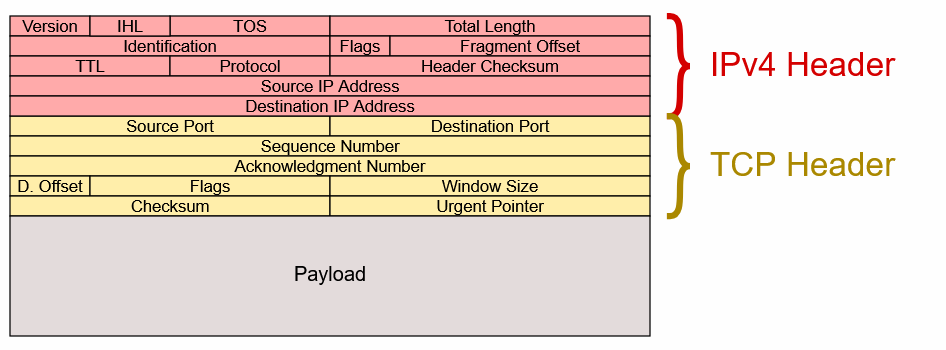 Version IHL TOS Total Length
Identification Flags Fragment Offset
TTL Protocol Header Checksum
Source IP Address
Destination IP Address
IPv4 Header
Source Port Destination Port
Sequence Number
Acknowledgment Number
D. Offset Flags Window Size
Checksum Urgent Pointer
TCP Header
Payload